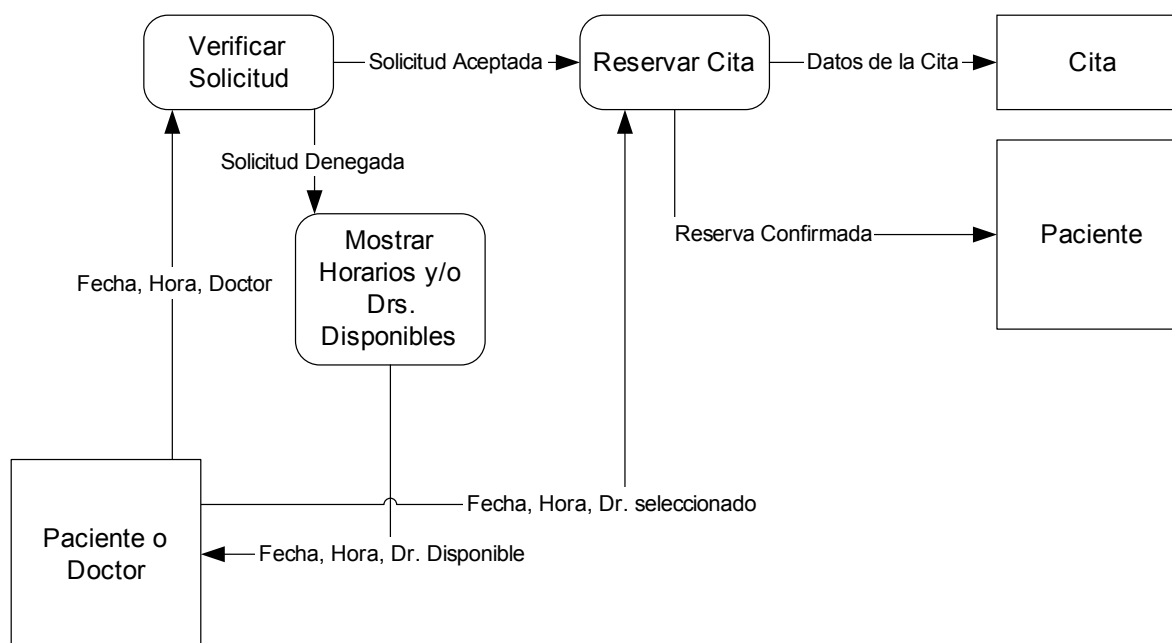 Verificar
Solicitud
Solicitud Aceptada
Reservar Cita
Datos de la Cita
Cita
Solicitud Denegada
Mostrar
Horarios y/o
Drs.
Disponibles
Reserva Confirmada
Paciente
Fecha, Hora, Doctor
Paciente o
Doctor
Fecha, Hora, Dr. seleccionado
Fecha, Hora, Dr. Disponible